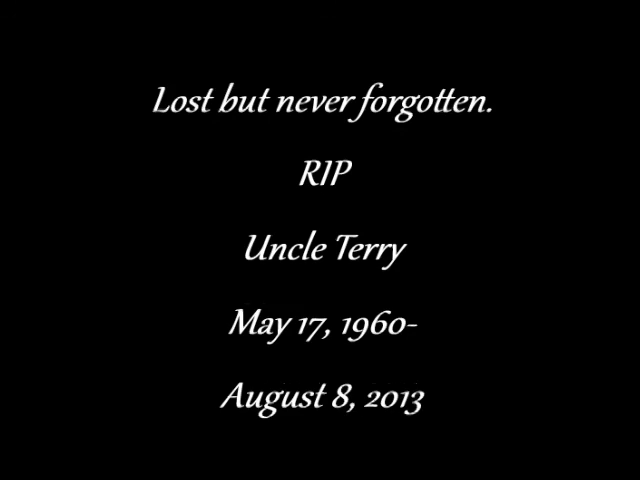 Lost but never forgotten.
RIP
Uncle Terry
May 17, 1960-
August 8, 2013